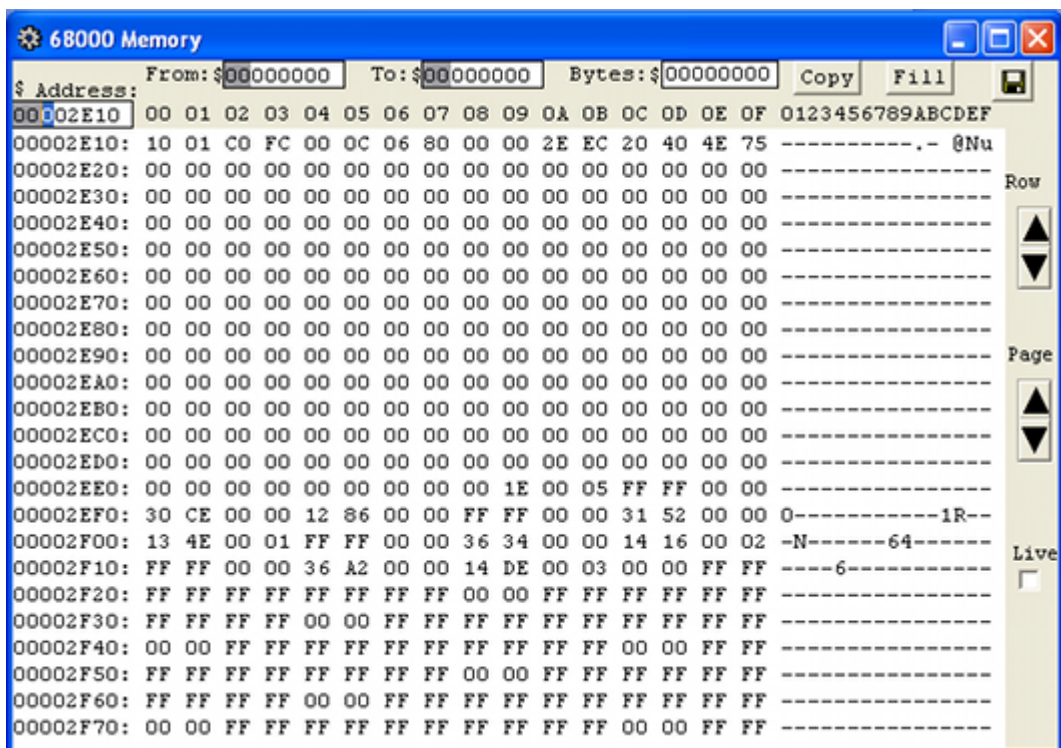 68000 Memory
From:$00000000 To:$00000000 Bytes:$00000000 Copy Fill
$ Address:
00002E10 00 01 02 03 04 05 06 07 08 09 0A 0B 0C 0D 0E 0F 0123456789ABCDEF
00002E10: 10 01 C0 FC 00 0C 06 80 00 00 2E EC 20 40 4E 75 ----------.- @Nu
00002E20: 00 00 00 00 00 00 00 00 00 00 00 00 00 00 00 00 ----------------
Row
00002E30: 00 00 00 00 00 00 00 00 00 00 00 00 00 00 00 00 ----------------
00002E40: 00 00 00 00 00 00 00 00 00 00 00 00 00 00 00 00 ----------------
00002E50: 00 00 00 00 00 00 00 00 00 00 00 00 00 00 00 00 ----------------
00002E60: 00 00 00 00 00 00 00 00 00 00 00 00 00 00 00 00 ----------------
00002E70: 00 00 00 00 00 00 00 00 00 00 00 00 00 00 00 00 ----------------
00002E80: 00 00 00 00 00 00 00 00 00 00 00 00 00 00 00 00 ----------------
00002E90: 00 00 00 00 00 00 00 00 00 00 00 00 00 00 00 00 ----------------
Page
00002EA0: 00 00 00 00 00 00 00 00 00 00 00 00 00 00 00 00 ----------------
00002EB0: 00 00 00 00 00 00 00 00 00 00 00 00 00 00 00 00 ----------------
00002EC0: 00 00 00 00 00 00 00 00 00 00 00 00 00 00 00 00 ----------------
00002ED0: 00 00 00 00 00 00 00 00 00 00 00 00 00 00 00 00 ----------------
00002EE0: 00 00 00 00 00 00 00 00 00 1E 00 05 FF FF 00 00 ----------------
00002EF0: 30 CE 00 00 12 86 00 00 FF FF 00 00 31 52 00 00 0-----------1R--
00002F00: 13 4E 00 01 FF FF 00 00 36 34 00 00 14 16 00 02 -N------64------
Live
00002F10: FF FF 00 00 36 A2 00 00 14 DE 00 03 00 00 FF FF ----6-----------
00002F20: FF FF FF FF FF FF FF FF 00 00 FF FF FF FF FF FF ----------------
00002F30: FF FF FF FF 00 00 FF FF FF FF FF FF FF FF FF FF ----------------
00002F40: 00 00 FF FF FF FF FF FF FF FF FF FF 00 00 FF FF ----------------
00002F50: FF FF FF FF FF FF FF FF 00 00 FF FF FF FF FF FF ----------------
00002F60: FF FF FF FF 00 00 FF FF FF FF FF FF FF FF FF FF ----------------
00002F70: 00 00 FF FF FF FF FF FF FF FF FF FF 00 00 FF FF ----------------